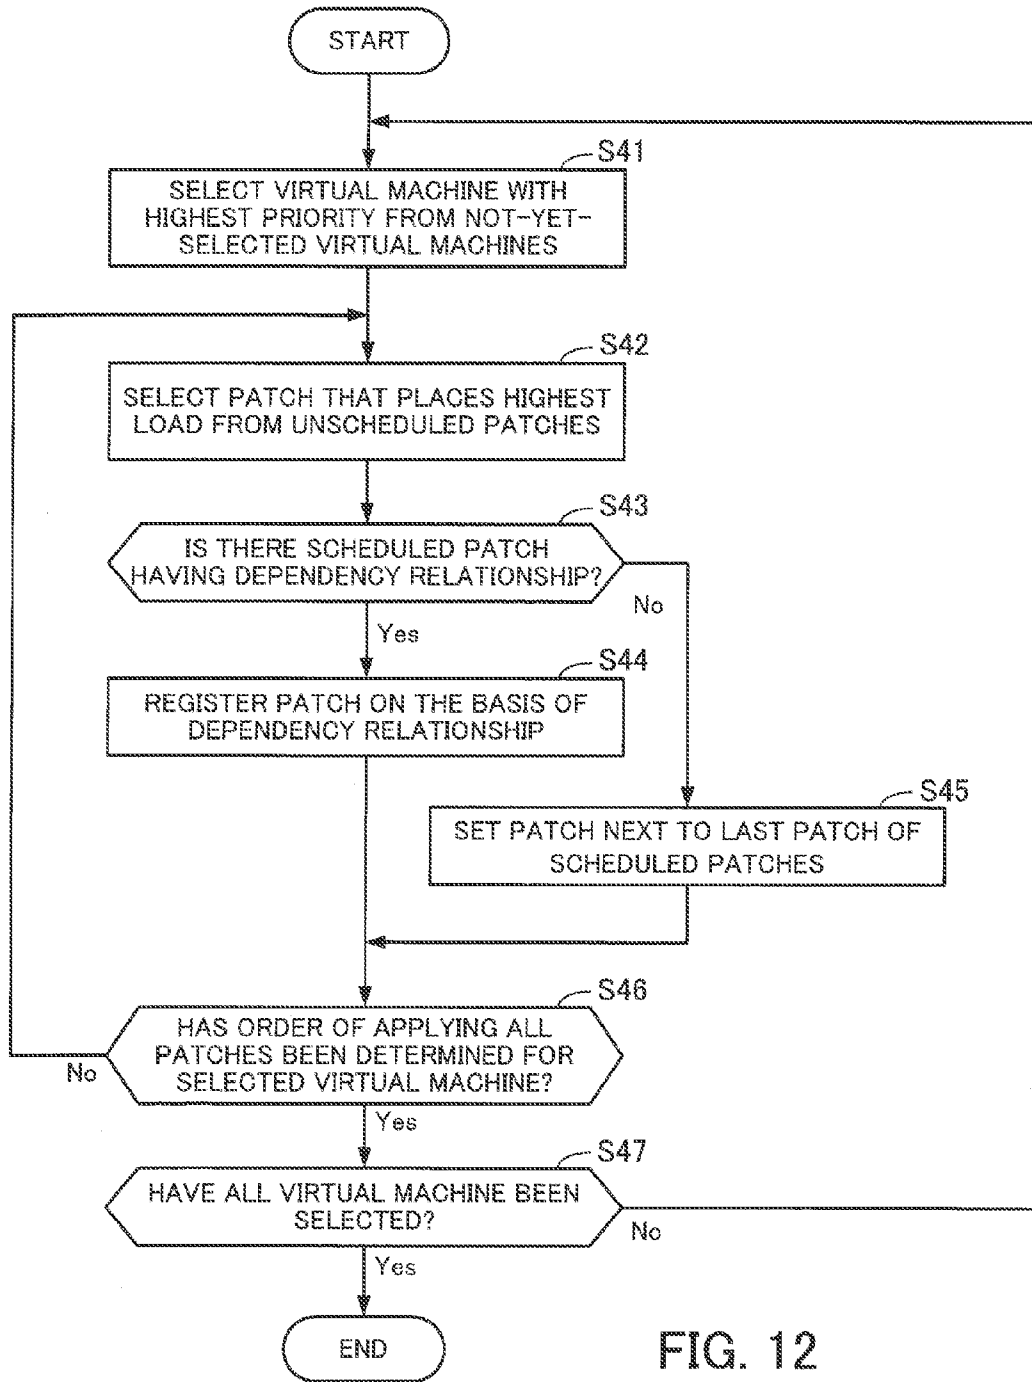 START
S41
SELECT VIRTUAL MACHINE WITH
HIGHEST PRIORITY FROM NOT-YET-
SELECTED VIRTUAL MACHINES
S42
SELECT PATCH THAT PLACES HIGHEST
LOAD FROM UNSCHEDULED PATCHES
S43
IS THERE SCHEDULED PATCH
HAVING DEPENDENCY RELATIONSHIP?
No
Yes
S44
REGISTER PATCH ON THE BASIS OF
DEPENDENCY RELATIONSHIP
S45
SET PATCH NEXT TO LAST PATCH OF
SCHEDULED PATCHES
S46
HAS ORDER OF APPLYING ALL
PATCHES BEEN DETERMINED FOR
SELECTED VIRTUAL MACHINE?
No
Yes
S47
HAVE ALL VIRTUAL MACHINE BEEN
SELECTED?
No
Yes
END
FIG. 12